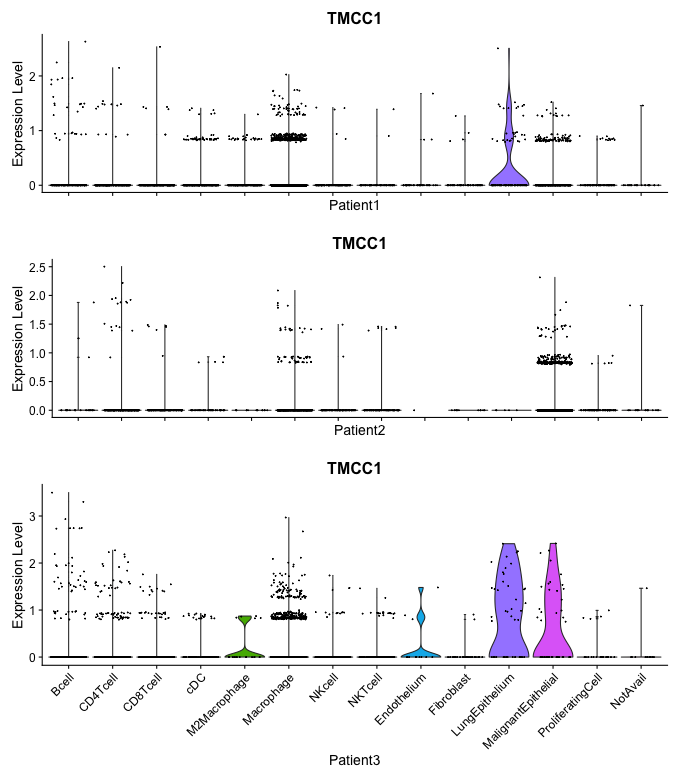 TMCC1
Expression Level
2
1
0
Patient1
TMCC1
Expression Level
2.5
2.0
1.5
1.0
0.5
0.0
Patient2
TMCC1
Expression Level
3
2
1
0
Bcell
CD4Tcell
CD8Tcell
cDC
M2Macrophage
Macrophage
NKcell
NKTcell
Endothelium
Fibroblast
LungEpithelium
MalignantEpithelial
ProliferatingCell
NotAvail
Patient3